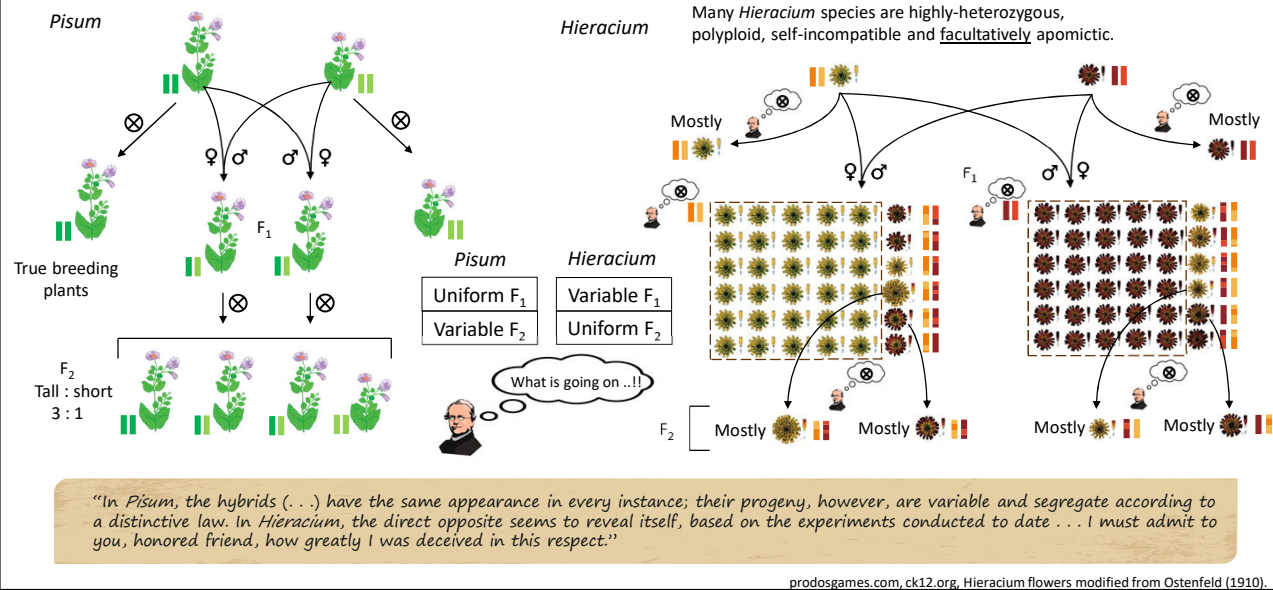 Pisum
Hieracium
Many Hieracium species are highly-heterozygous,
polyploid, self-incompatible and facultatively apomictic.
Mostly
Mostly
♀ ♂ ♂ ♀
♀ ♂
F1
♂ ♀
F1
True breeding
plants
Pisum
Hieracium
Uniform F1
Variable F1
Variable F2
Uniform F2
F2
Tall : short
3 : 1
What is going on ..!!
F2
Mostly
Mostly
Mostly
Mostly
“In Pisum, the hybrids (. . .) have the same appearance in every instance; their progeny, however, are variable and segregate according to
a distinctive law. In Hieracium, the direct opposite seems to reveal itself, based on the experiments conducted to date . . . I must admit to
you, honored friend, how greatly I was deceived in this respect.”
prodosgames.com, ck12.org, Hieracium flowers modified from Ostenfeld (1910).